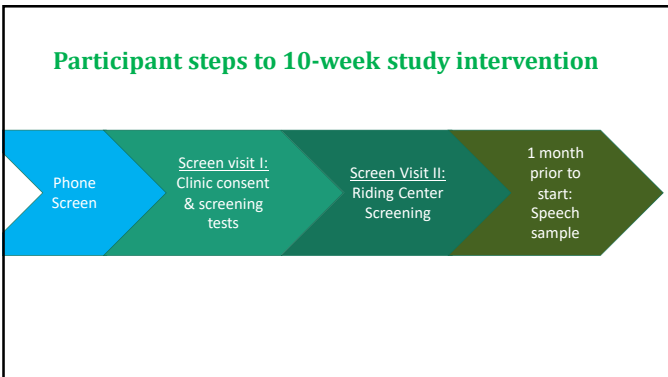 Participant steps to 10-week study intervention
Phone
Screen
Screen visit I:
Clinic consent
& screening
tests
Screen Visit II:
Riding Center
Screening
1 month
prior to
start:
Speech
sample